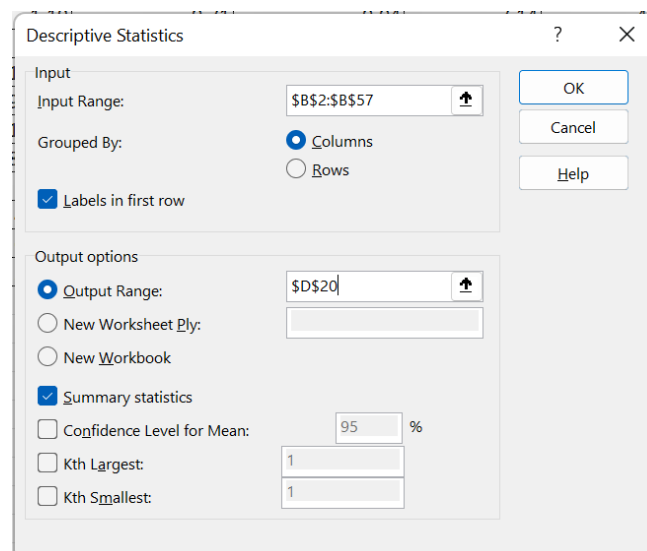 Descriptive Statistics ? ×
Input
Input Range: $B$2:$B$57
Grouped By: Columns
Rows
Labels in first row
OK
Cancel
Help
Output options
Output Range: $D$20
New Worksheet Ply:
New Workbook
Summary statistics
Confidence Level for Mean: 95 %
Kth Largest: 1
Kth Smallest: 1